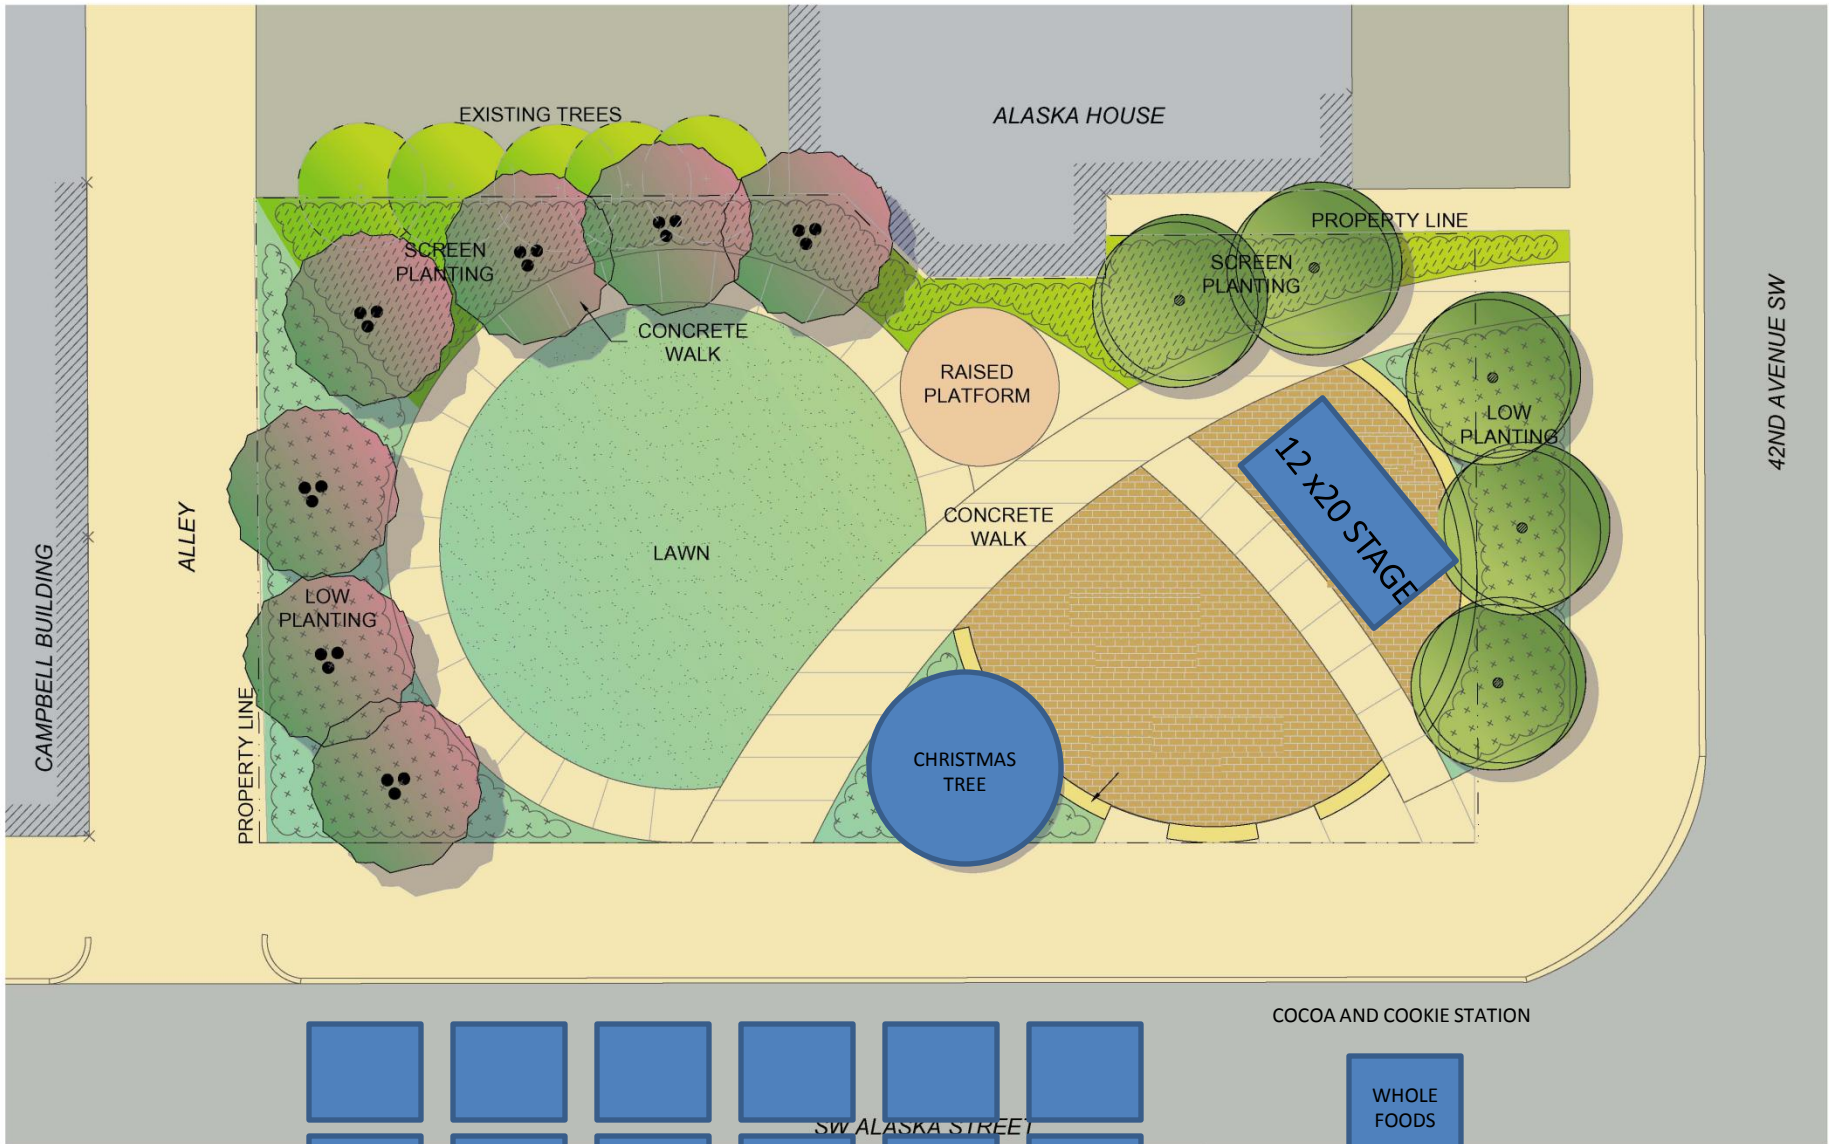 EXISTING TREES
ALASKA HOUSE
PROPERTY LINE
SCREEN
PLANTING
SCREEN
PLANTING
CONCRETE
WALK
RAISED
PLATFORM
LOW
PLANTING
42ND AVENUE SW
12 x20 STAGE
CONCRETE
WALK
LAWN
ALLEY
CAMPBELL BUILDING
LOW
PLANTING
PROPERTY LINE
CHRISTMAS
TREE
COCOA AND COOKIE STATION
WHOLE
FOODS
SW ALASKA STREET